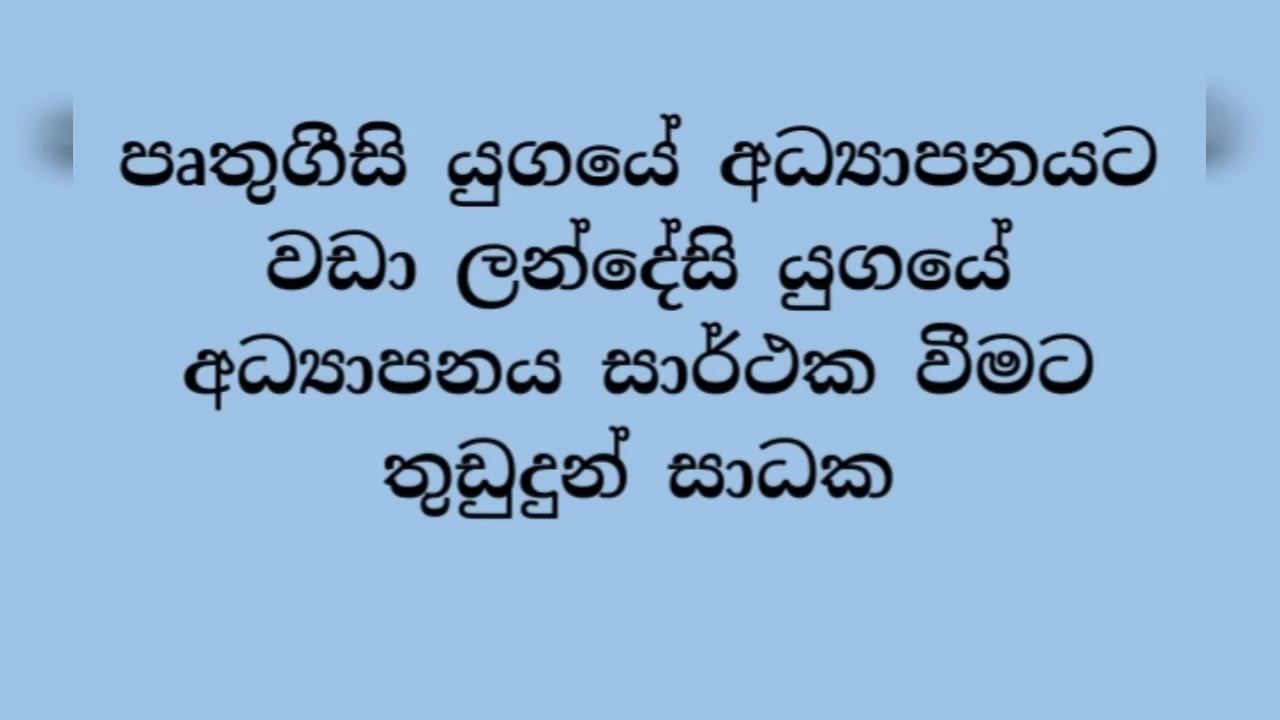 පෘතුගීසි යුගයේ අධ්‍යාපනයට
වඩා ලන්දේසි යුගයේ
අධ්‍යාපනය සාර්ථක වීමට
තුඩුදුන් සාධක